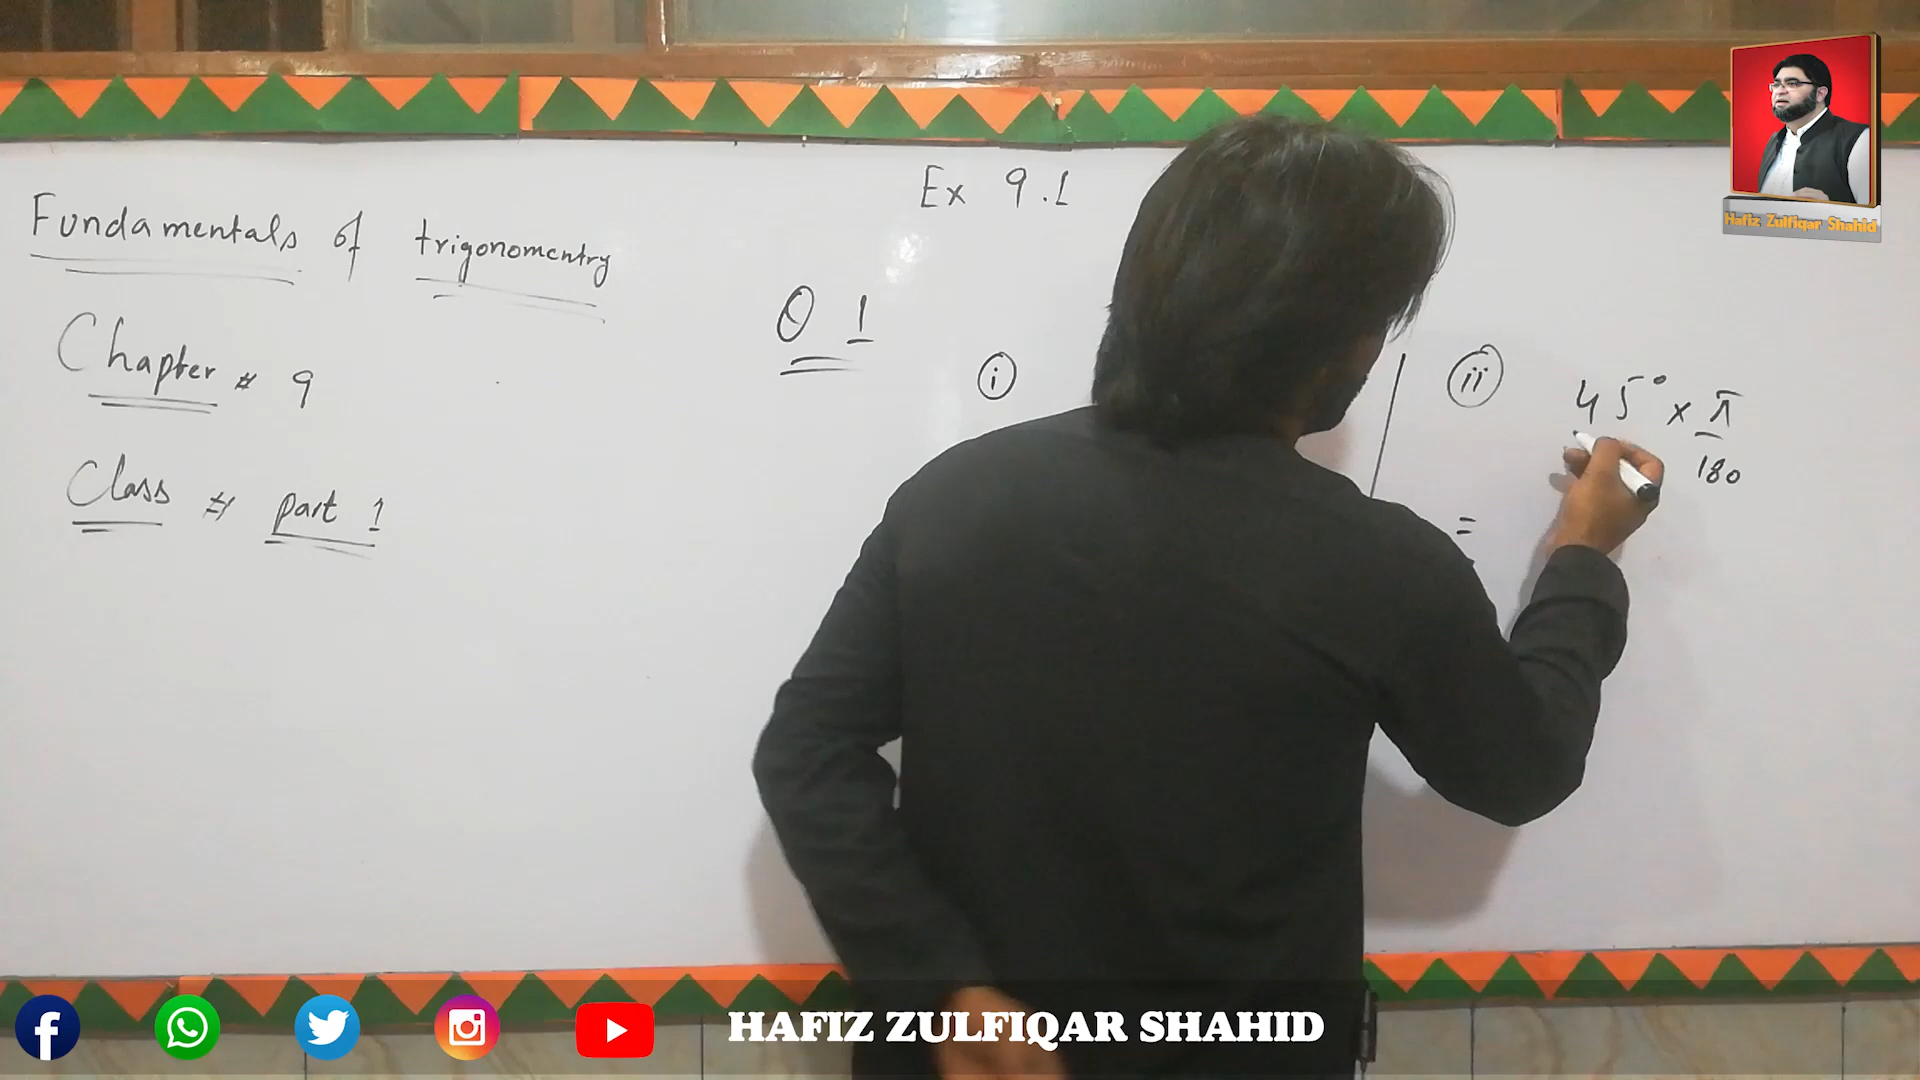 Fundamentals of trigonomentry
Chapter # 9
Class # part 1
Ex 9.1
Q 1
i
ii
45° × π
180
=
Hafiz Zulfiqar Shahid
HAFIZ ZULFIQAR SHAHID